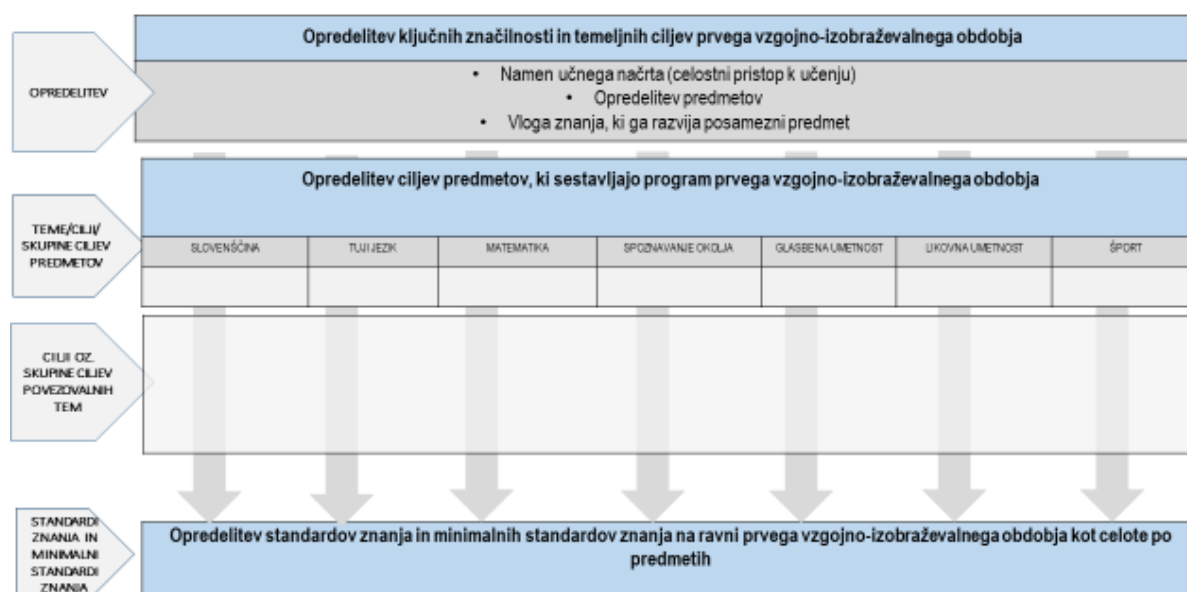 Opredelitev ključnih značilnosti in temeljnih ciljev prvega vzgojno-izobraževalnega obdobja
OPREDELITEV
• Namen učnega načrta (celostni pristop k učenju)
• Opredelitev predmetov
• Vloga znanja, ki ga razvija posamezni predmet
Opredelitev ciljev predmetov, ki sestavljajo program prvega vzgojno-izobraževalnega obdobja
TEME/CILJI/
SKUPINE CILJEV
PREDMETOV
SLOVENŠČINA
TUJI JEZIK
MATEMATIKA
SPOZNAVANJE OKOLJA
GLASBENA UMETNOST
LIKOVNA UMETNOST
ŠPORT
CILJI OZ.
SKUPINE CILJEV
POVEZOVALNIH
TEM
STANDARDI
ZNANJA IN
MINIMALNI
STANDARDI
ZNANJA
Opredelitev standardov znanja in minimalnih standardov znanja na ravni prvega vzgojno-izobraževalnega obdobja kot celote po
predmetih